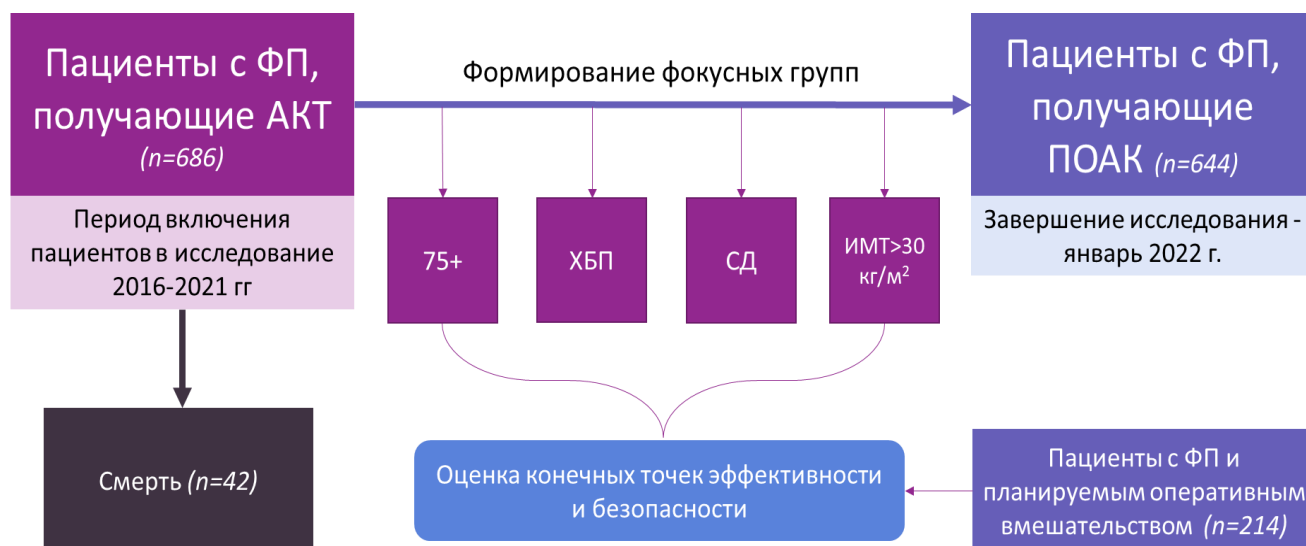 Пациенты с ФП,
получающие АКТ
(n=686)
Период включения
пациентов в исследование
2016-2021 гг
Формирование фокусных групп
Пациенты с ФП,
получающие
ПОАК (n=644)
Завершение исследования -
январь 2022 г.
75+
ХБП
СД
ИМТ>30
кг/м²
Смерть (n=42)
Оценка конечных точек эффективности
и безопасности
Пациенты с ФП и
планируемым оперативным
вмешательством (n=214)